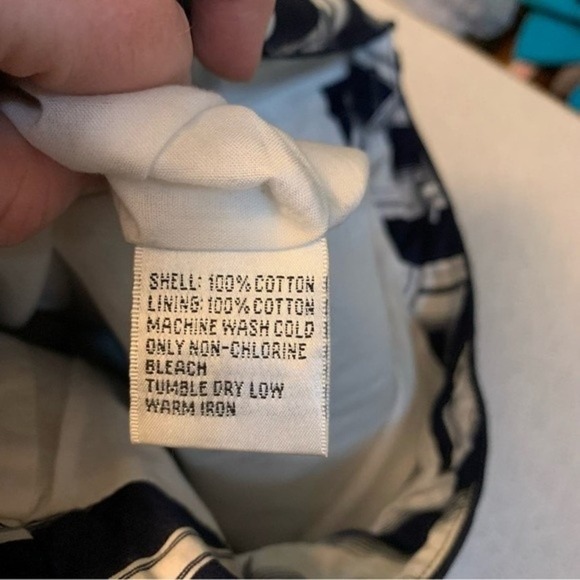 SHELL: 100% COTTON
LINING: 100% COTTON
MACHINE WASH COLD
ONLY NON-CHLORINE
BLEACH
TUMBLE DRY LOW
WARM IRON